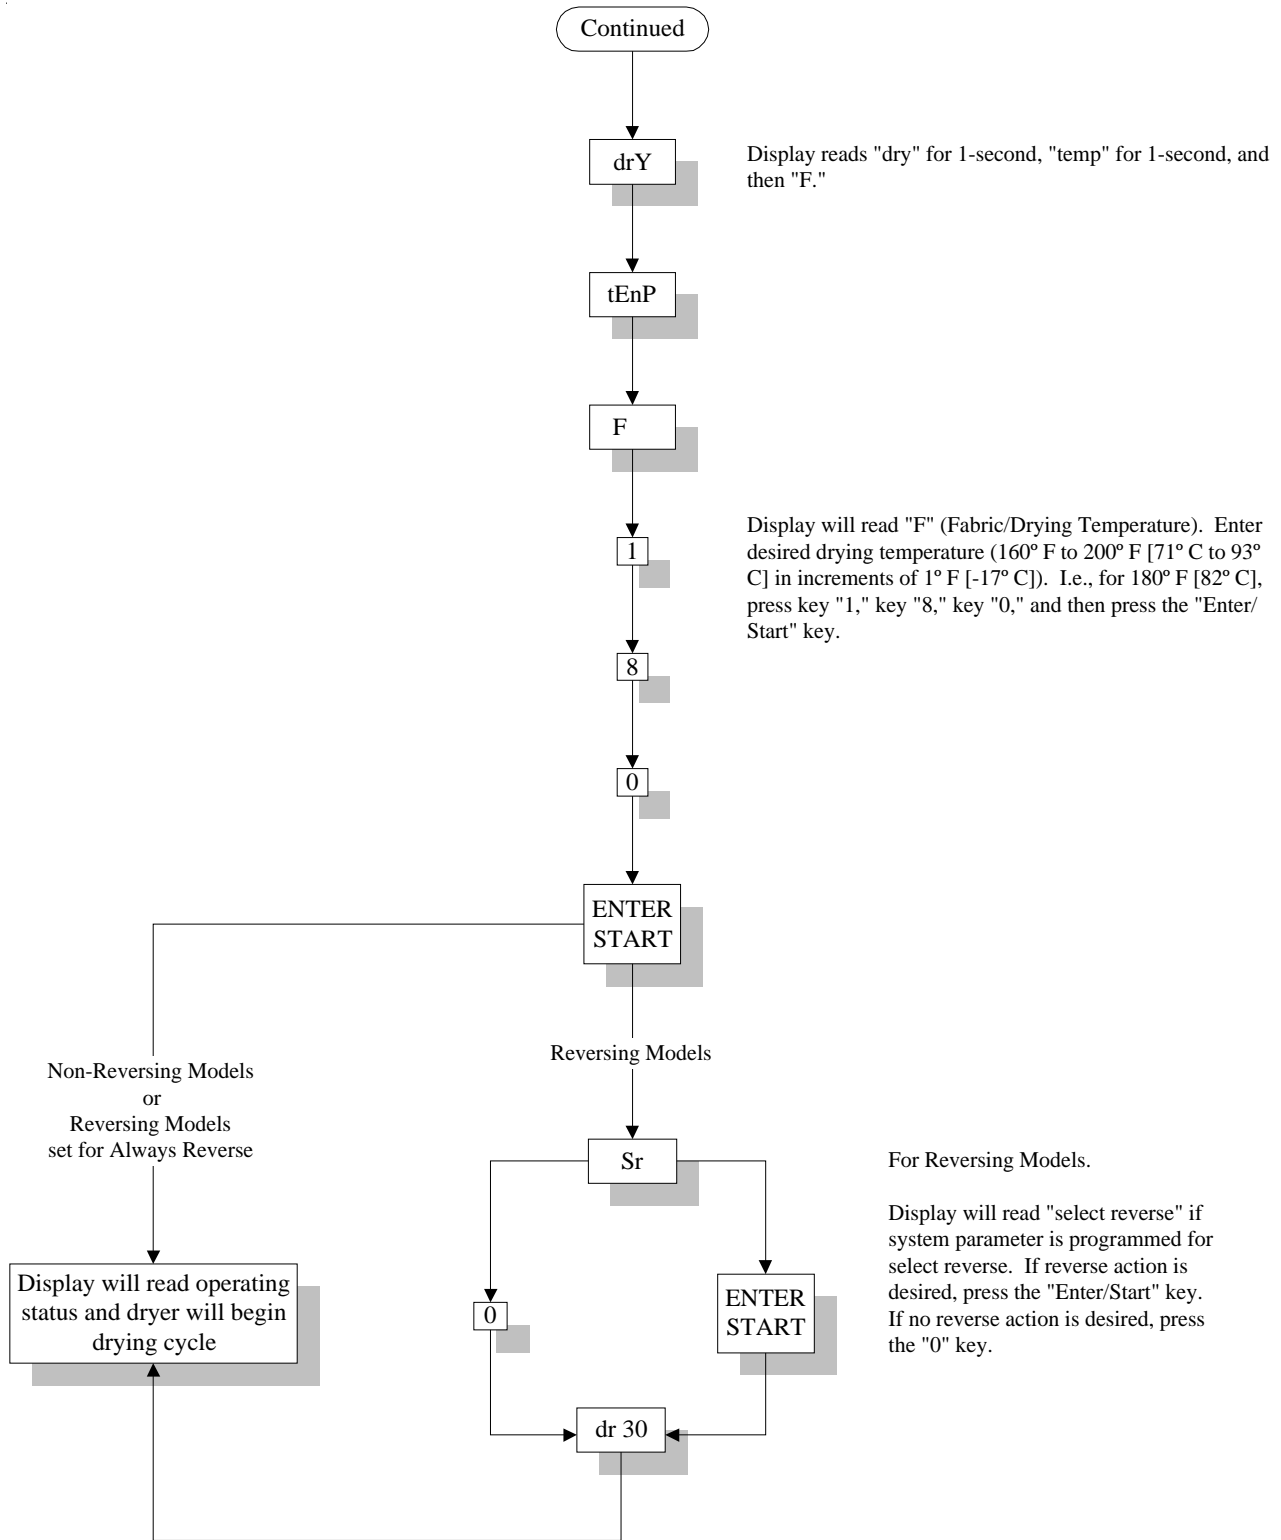 Continued
drY
Display reads "dry" for 1-second, "temp" for 1-second, and
then "F."
tEnP
F
Display will read "F" (Fabric/Drying Temperature).  Enter
desired drying temperature (160º F to 200º F [71º C to 93º
C] in increments of 1º F [-17º C]).  I.e., for 180º F [82º C],
press key "1," key "8," key "0," and then press the "Enter/
Start" key.
1
8
0
ENTER
START
Reversing Models
Non-Reversing Models
or
Reversing Models
set for Always Reverse
Sr
For Reversing Models.
Display will read "select reverse" if
system parameter is programmed for
select reverse.  If reverse action is
desired, press the "Enter/Start" key.
If no reverse action is desired, press
the "0" key.
Display will read operating
status and dryer will begin
drying cycle
0
ENTER
START
dr 30